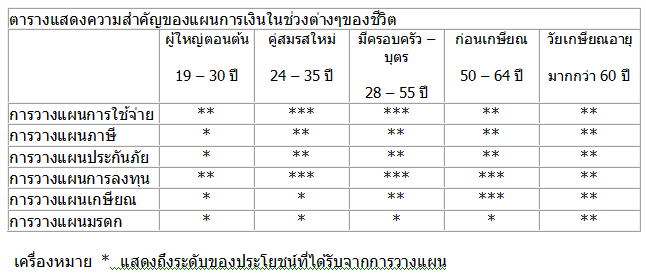 ตารางแสดงความสำคัญของแผนการเงินในช่วงต่างๆของชีวิต
ผู้ใหญ่ตอนต้น คู่สมรสใหม่ มีครอบครัว – ก่อนเกษียณ วัยเกษียณอายุ
บุตร
19 – 30 ปี 24 – 35 ปี 50 – 64 ปี มากกว่า 60 ปี
28 – 55 ปี
การวางแผนการใช้จ่าย ** *** *** ** **
การวางแผนภาษี * ** ** ** **
การวางแผนประกันภัย * ** ** ** **
การวางแผนการลงทุน ** *** *** *** **
การวางแผนเกษียณ * * ** *** **
การวางแผนมรดก * * * * **
เครื่องหมาย * แสดงถึงระดับของประโยชน์ที่ได้รับจากการวางแผน